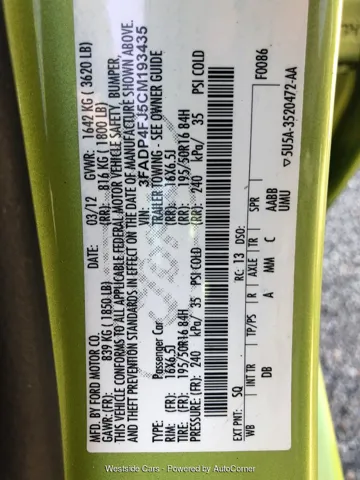 MFD. BY FORD MOTOR CO.
DATE: 03/12 GVWR: 1642 KG ( 3620 LB)
GAWR: (FR): 839 KG ( 1850 LB) (RR): 816 KG ( 1800 LB)
THIS VEHICLE CONFORMS TO ALL APPLICABLE FEDERAL MOTOR VEHICLE SAFETY, BUMPER,
AND THEFT PREVENTION STANDARDS IN EFFECT ON THE DATE OF MANUFACTURE SHOWN ABOVE.
VIN: 3FADP4FJ5CM193435
TYPE: Passenger Car TRAILER TOWING - SEE OWNER GUIDE
RIM: (FR): 16X6.5J (RR): 16X6.5J
TIRE: (FR): 195/50R16 84H (RR): 195/50R16 84H
PRESSURE: (FR): 240 kPa/ 35 PSI COLD (RR): 240 kPa/ 35 PSI COLD
EXT PNT: SQ RC: 13 DSO: F0086
WB INT TR TP/PS R AXLE TR SPR
DB A MM C AABB
UMU
5U5A-3520472-AA
Westside Cars - Powered by AutoCorner